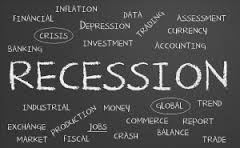 INFLATION
DATA
FINANCIAL
DEPRESSION
TRADING
ASSESSMENT
CRISIS
CURRENCY
BANKING
INVESTMENT
ACCOUNTING
RECESSION
INDUSTRIAL
MONEY
GLOBAL
TREND
EXCHANGE
PRODUCTION
JOBS
COMMERCE
REPORT
MARKET
FISCAL
CRASH
BALANCE
TRADE